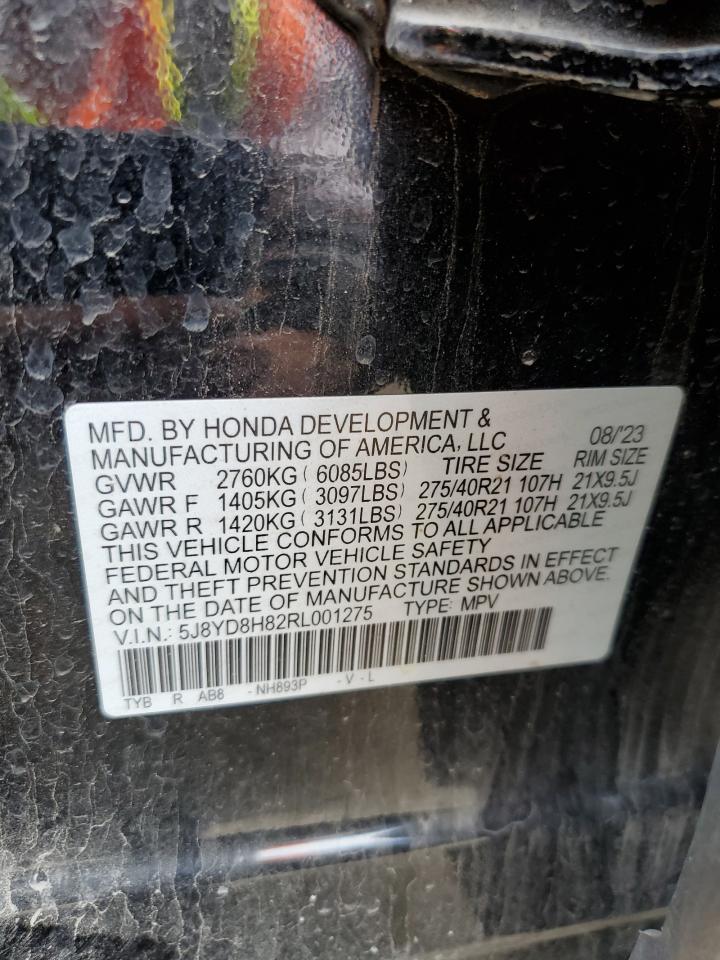 MFD. BY HONDA DEVELOPMENT &
MANUFACTURING OF AMERICA, LLC 08/'23
GVWR 2760KG ( 6085LBS) TIRE SIZE RIM SIZE
GAWR F 1405KG ( 3097LBS) 275/40R21 107H 21X9.5J
GAWR R 1420KG ( 3131LBS) 275/40R21 107H 21X9.5J
THIS VEHICLE CONFORMS TO ALL APPLICABLE
FEDERAL MOTOR VEHICLE SAFETY
AND THEFT PREVENTION STANDARDS IN EFFECT
ON THE DATE OF MANUFACTURE SHOWN ABOVE.
V.I.N.: 5J8YD8H82RL001275 TYPE: MPV
TYB R AB8 - NH893P - V - L